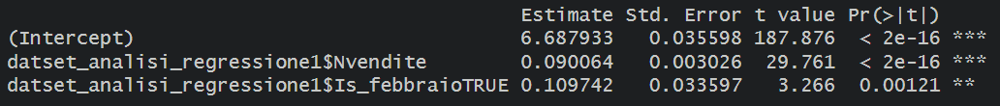 Estimate Std. Error t value Pr(>|t|)
(Intercept) 6.687933 0.035598 187.876 < 2e-16 ***
datset_analisi_regressione1$Nvendite 0.090064 0.003026 29.761 < 2e-16 ***
datset_analisi_regressione1$Is_febbraioTRUE 0.109742 0.033597 3.266 0.00121 **